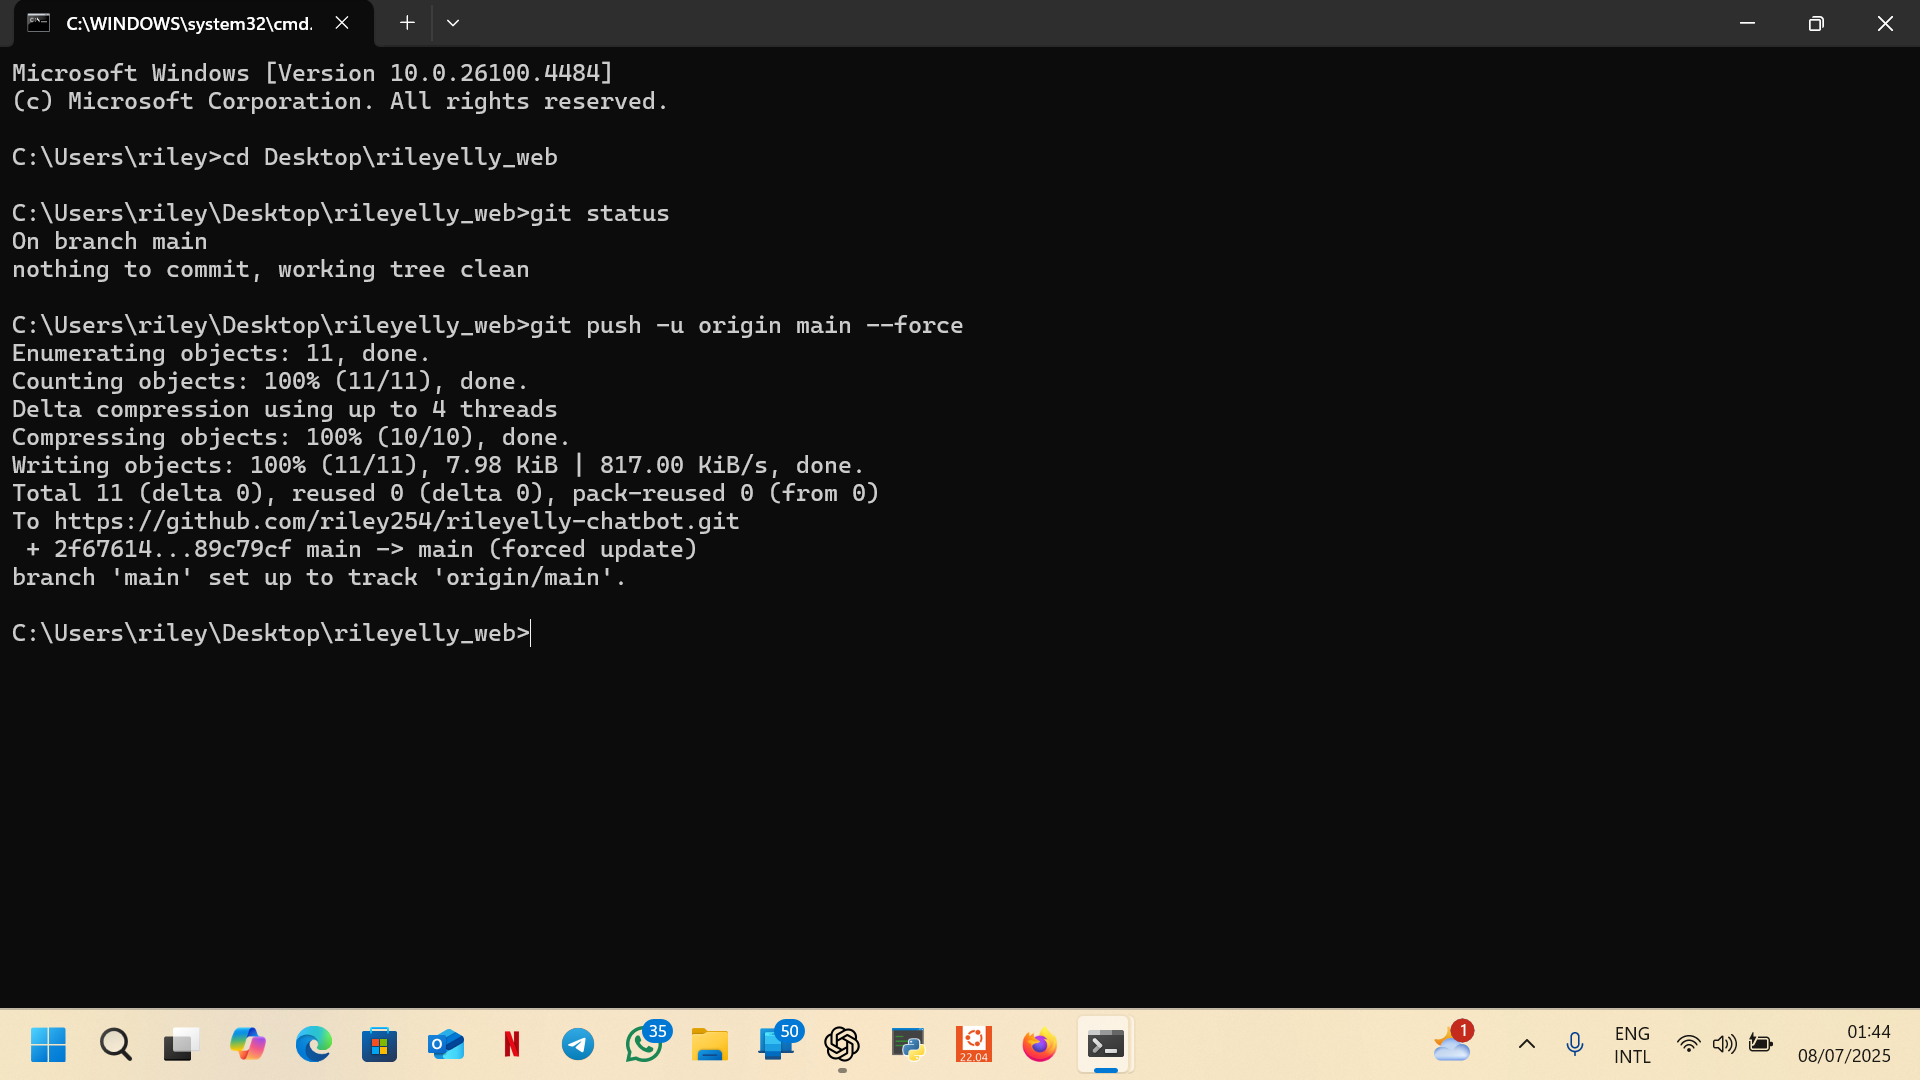 C:\WINDOWS\system32\cmd.
Microsoft Windows [Version 10.0.26100.4484]
(c) Microsoft Corporation. All rights reserved.
C:\Users\riley>cd Desktop\rileyelly_web
C:\Users\riley\Desktop\rileyelly_web>git status
On branch main
nothing to commit, working tree clean
C:\Users\riley\Desktop\rileyelly_web>git push -u origin main --force
Enumerating objects: 11, done.
Counting objects: 100% (11/11), done.
Delta compression using up to 4 threads
Compressing objects: 100% (10/10), done.
Writing objects: 100% (11/11), 7.98 KiB | 817.00 KiB/s, done.
Total 11 (delta 0), reused 0 (delta 0), pack-reused 0 (from 0)
To https://github.com/riley254/rileyelly-chatbot.git
 + 2f67614...89c79cf main -> main (forced update)
branch 'main' set up to track 'origin/main'.
C:\Users\riley\Desktop\rileyelly_web>
N
35
50
22.04
1
ENG
INTL
01:44
08/07/2025